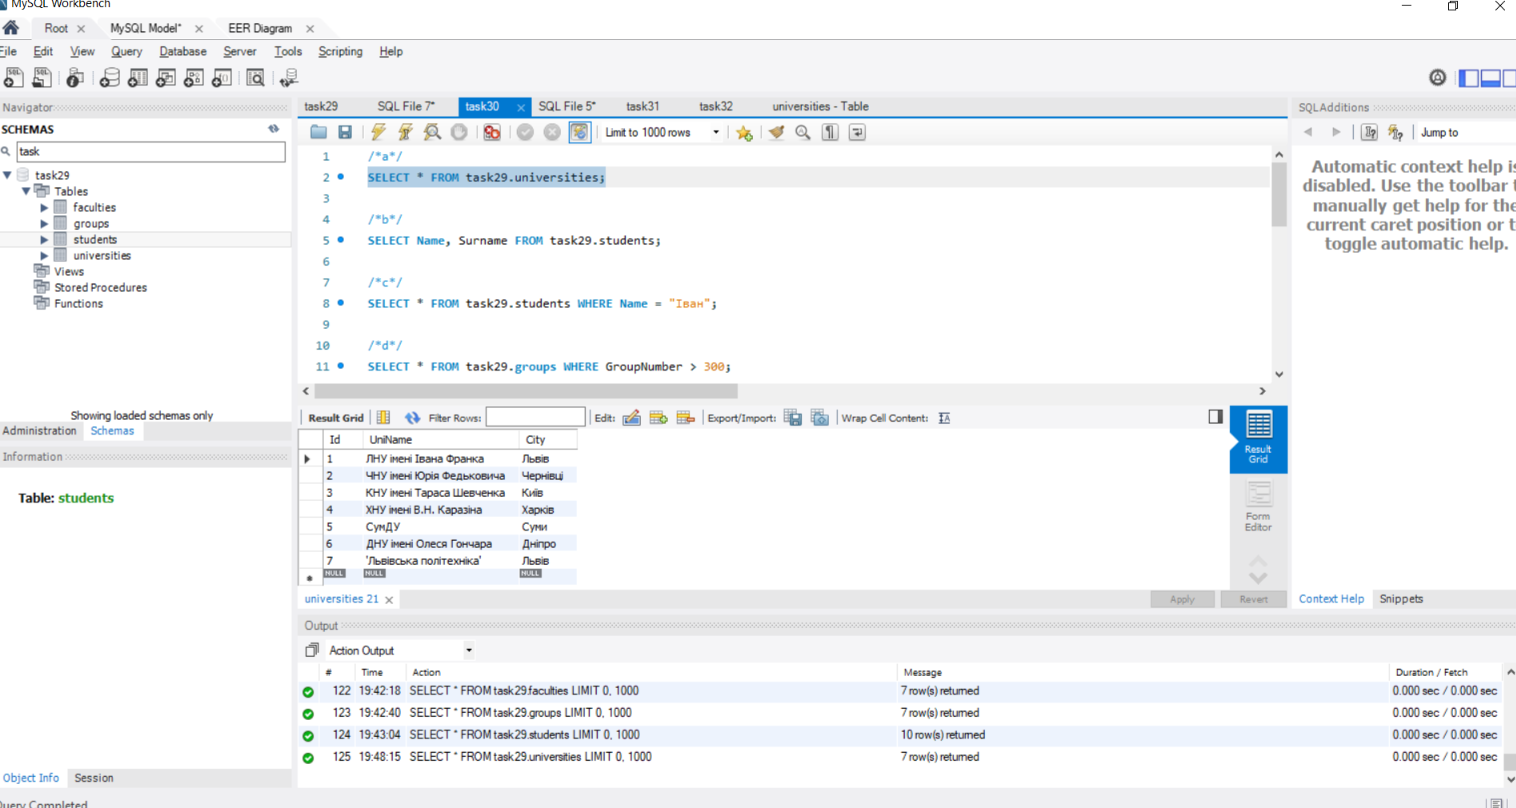 MySQL Workbench
Root
MySQL Model*
EER Diagram
File Edit View Query Database Server Tools Scripting Help
Navigator
SCHEMAS
task
task29
Tables
faculties
groups
students
universities
Views
Stored Procedures
Functions
Showing loaded schemas only
Administration Schemas
Information
Table: students
Object Info Session
Query Completed
task29 SQL File 7* task30 SQL File 5* task31 task32 universities - Table
Limit to 1000 rows
1 /*a*/
2 SELECT * FROM task29.universities;
3
4 /*b*/
5 SELECT Name, Surname FROM task29.students;
6
7 /*c*/
8 SELECT * FROM task29.students WHERE Name = "Іван";
9
10 /*d*/
11 SELECT * FROM task29.groups WHERE GroupNumber > 300;
Result Grid Filter Rows: Edit: Export/Import: Wrap Cell Content:
Id UniName City
1 ЛНУ імені Івана Франка Львів
2 ЧНУ імені Юрія Федьковича Чернівці
3 КНУ імені Тараса Шевченка Київ
4 ХНУ імені В.Н. Каразіна Харків
5 СумДУ Суми
6 ДНУ імені Олеся Гончара Дніпро
7 'Львівська політехніка' Львів
NULL NULL NULL
Result
Grid
Form
Editor
universities 21
Apply Revert
Output
Action Output
# Time Action Message Duration / Fetch
122 19:42:18 SELECT * FROM task29.faculties LIMIT 0, 1000 7 row(s) returned 0.000 sec / 0.000 sec
123 19:42:40 SELECT * FROM task29.groups LIMIT 0, 1000 7 row(s) returned 0.000 sec / 0.000 sec
124 19:43:04 SELECT * FROM task29.students LIMIT 0, 1000 10 row(s) returned 0.000 sec / 0.000 sec
125 19:48:15 SELECT * FROM task29.universities LIMIT 0, 1000 7 row(s) returned 0.000 sec / 0.000 sec
SQLAdditions
Jump to
Automatic context help is
disabled. Use the toolbar t
manually get help for the
current caret position or t
toggle automatic help.
Context Help Snippets